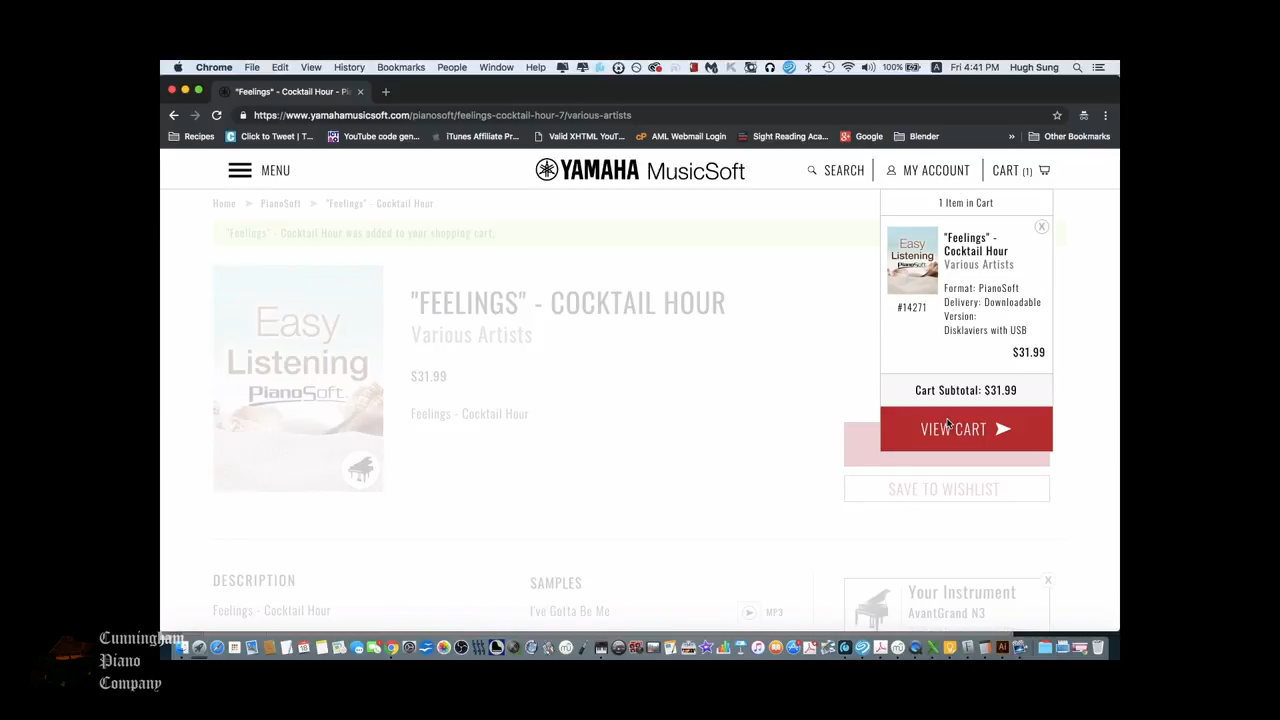 Chrome File Edit View History Bookmarks People Window Help 100% Fri 4:41 PM Hugh Sung
"Feelings" - Cocktail Hour - Pi
https://www.yamahamusicsoft.com/pianosoft/feelings-cocktail-hour-7/various-artists
Recipes Click to Tweet | T... YouTube code gen... iTunes Affiliate Pr... Valid XHTML YouT... AML Webmail Login Sight Reading Aca... Google Blender » Other Bookmarks
MENU YAMAHA MusicSoft SEARCH MY ACCOUNT CART (1)
Home > PianoSoft > "Feelings" - Cocktail Hour
"Feelings" - Cocktail Hour was added to your shopping cart.
1 Item in Cart
Easy
Listening
PianoSoft
#14271
"Feelings" -
Cocktail Hour
Various Artists
Format: PianoSoft
Delivery: Downloadable
Version:
Disklaviers with USB
$31.99
Cart Subtotal: $31.99
VIEW CART
SAVE TO WISHLIST
Easy
Listening
PianoSoft
"FEELINGS" - COCKTAIL HOUR
Various Artists
$31.99
Feelings - Cocktail Hour
DESCRIPTION
Feelings - Cocktail Hour
SAMPLES
I've Gotta Be Me MP3
Your Instrument
AvantGrand N3
Cunningham
Piano
Company